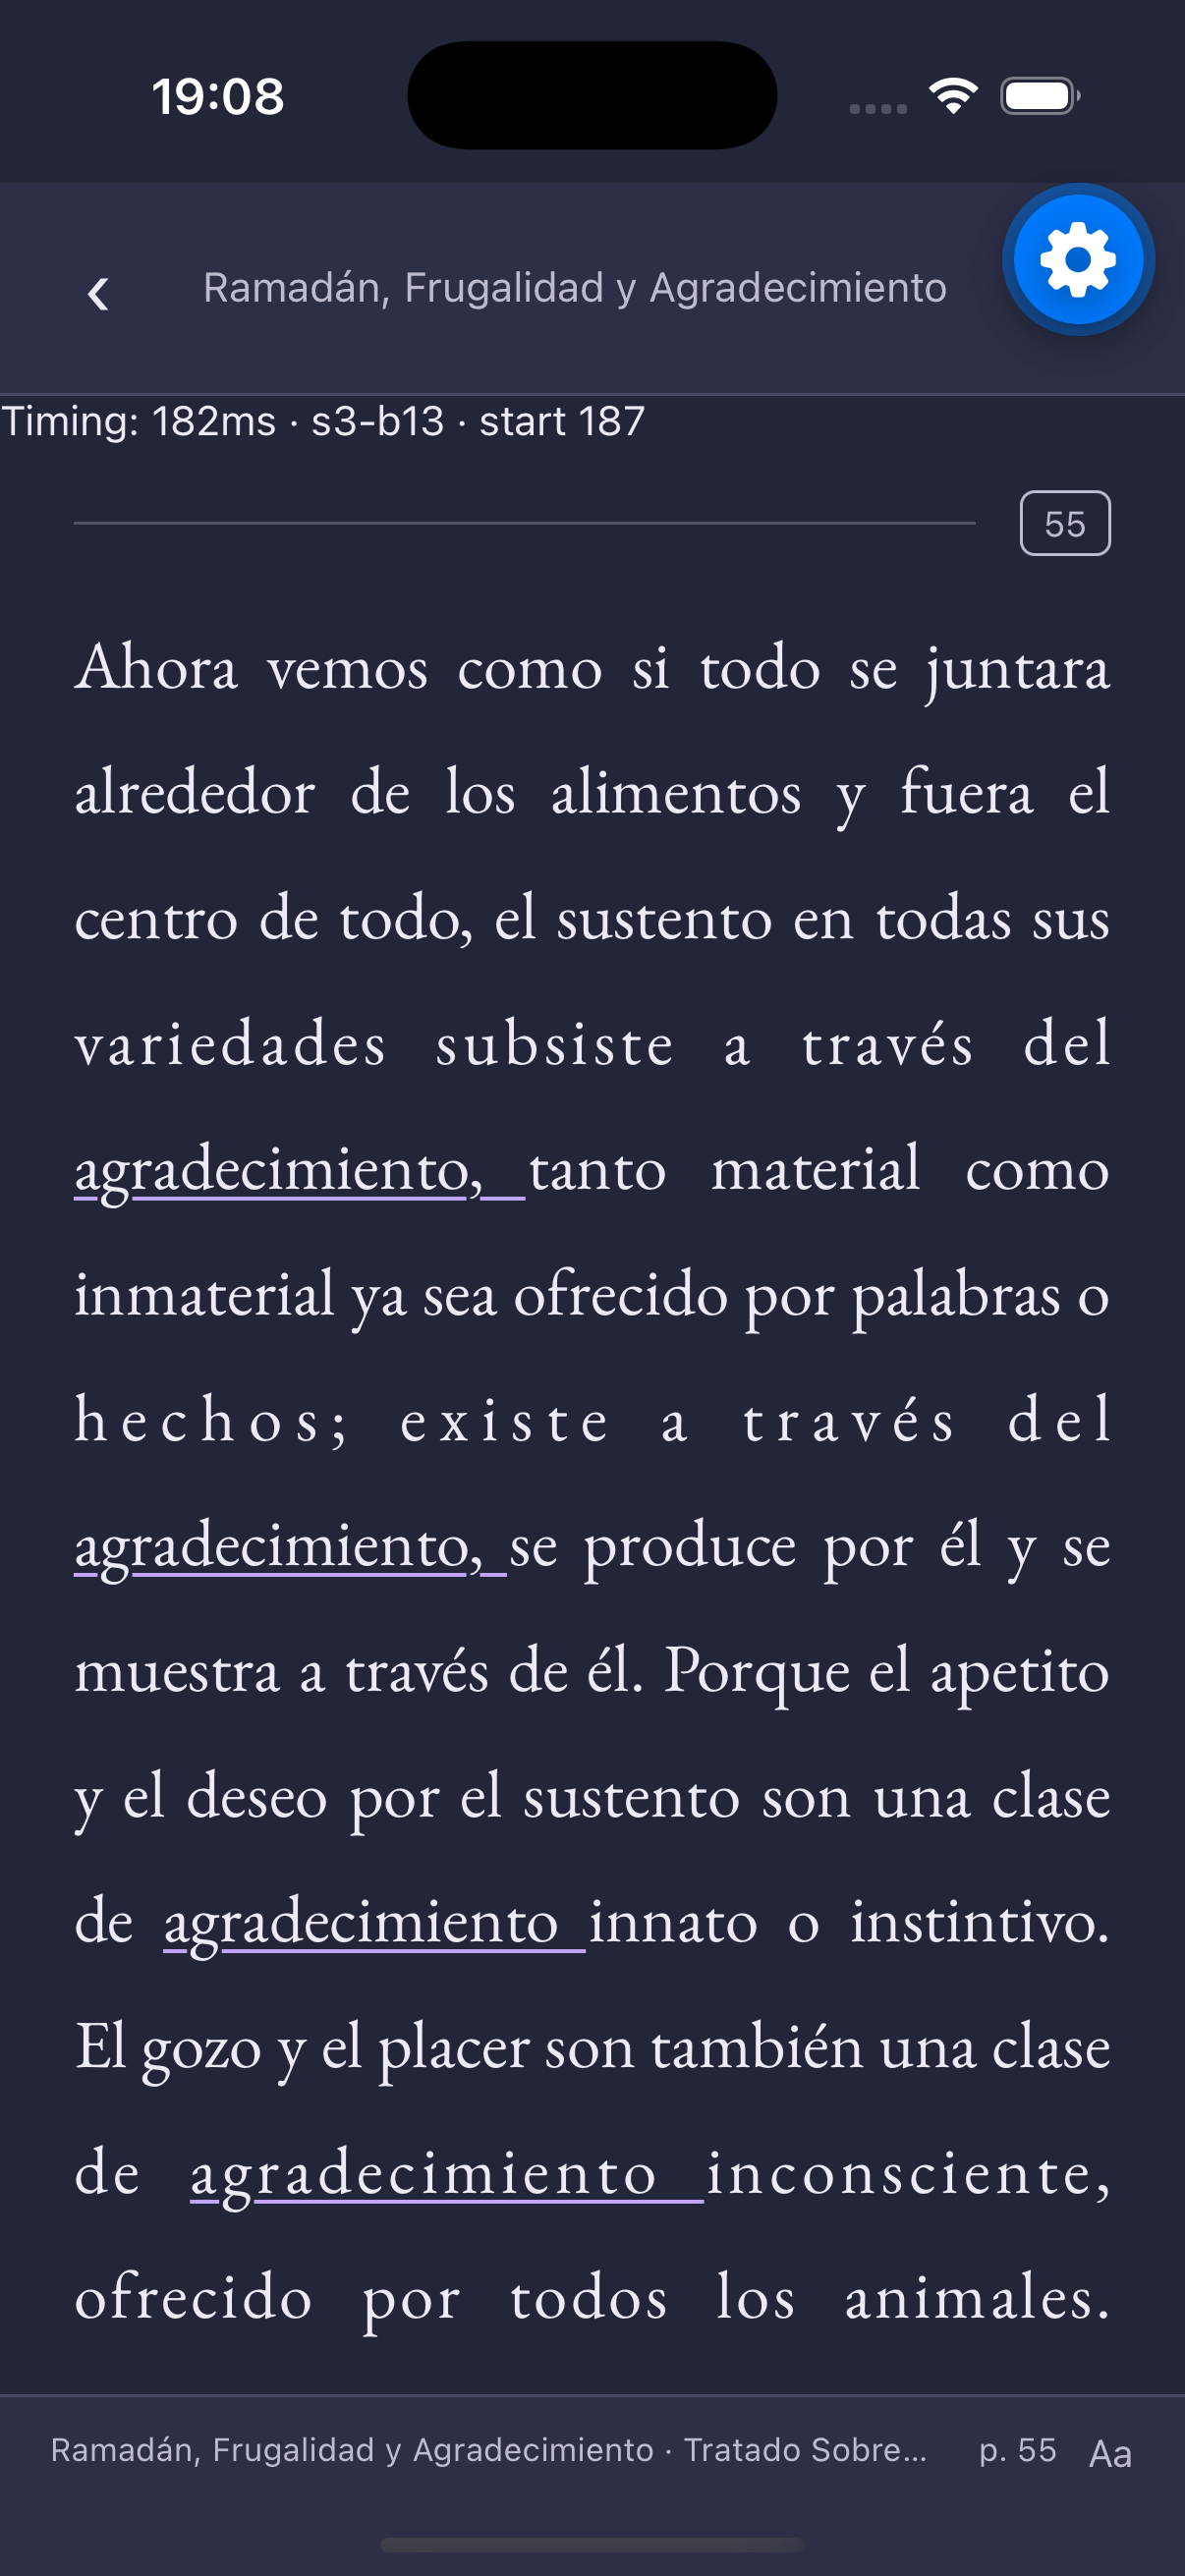 19:08
‹ Ramadán, Frugalidad y Agradecimiento
Timing: 182ms · s3-b13 · start 187
55
Ahora vemos como si todo se juntara
alrededor de los alimentos y fuera el
centro de todo, el sustento en todas sus
variedades subsiste a través del
agradecimiento, tanto material como
inmaterial ya sea ofrecido por palabras o
hechos; existe a través del
agradecimiento, se produce por él y se
muestra a través de él. Porque el apetito
y el deseo por el sustento son una clase
de agradecimiento innato o instintivo.
El gozo y el placer son también una clase
de agradecimiento inconsciente,
ofrecido por todos los animales.
Ramadán, Frugalidad y Agradecimiento · Tratado Sobre... p. 55 Aa